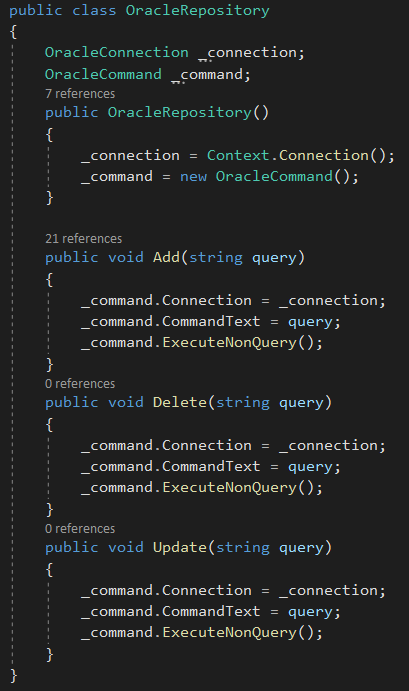 public class OracleRepository
{
    OracleConnection _connection;
    OracleCommand _command;
    7 references
    public OracleRepository()
    {
        _connection = Context.Connection();
        _command = new OracleCommand();
    }

    21 references
    public void Add(string query)
    {
        _command.Connection = _connection;
        _command.CommandText = query;
        _command.ExecuteNonQuery();
    }
    0 references
    public void Delete(string query)
    {
        _command.Connection = _connection;
        _command.CommandText = query;
        _command.ExecuteNonQuery();
    }
    0 references
    public void Update(string query)
    {
        _command.Connection = _connection;
        _command.CommandText = query;
        _command.ExecuteNonQuery();
    }
}